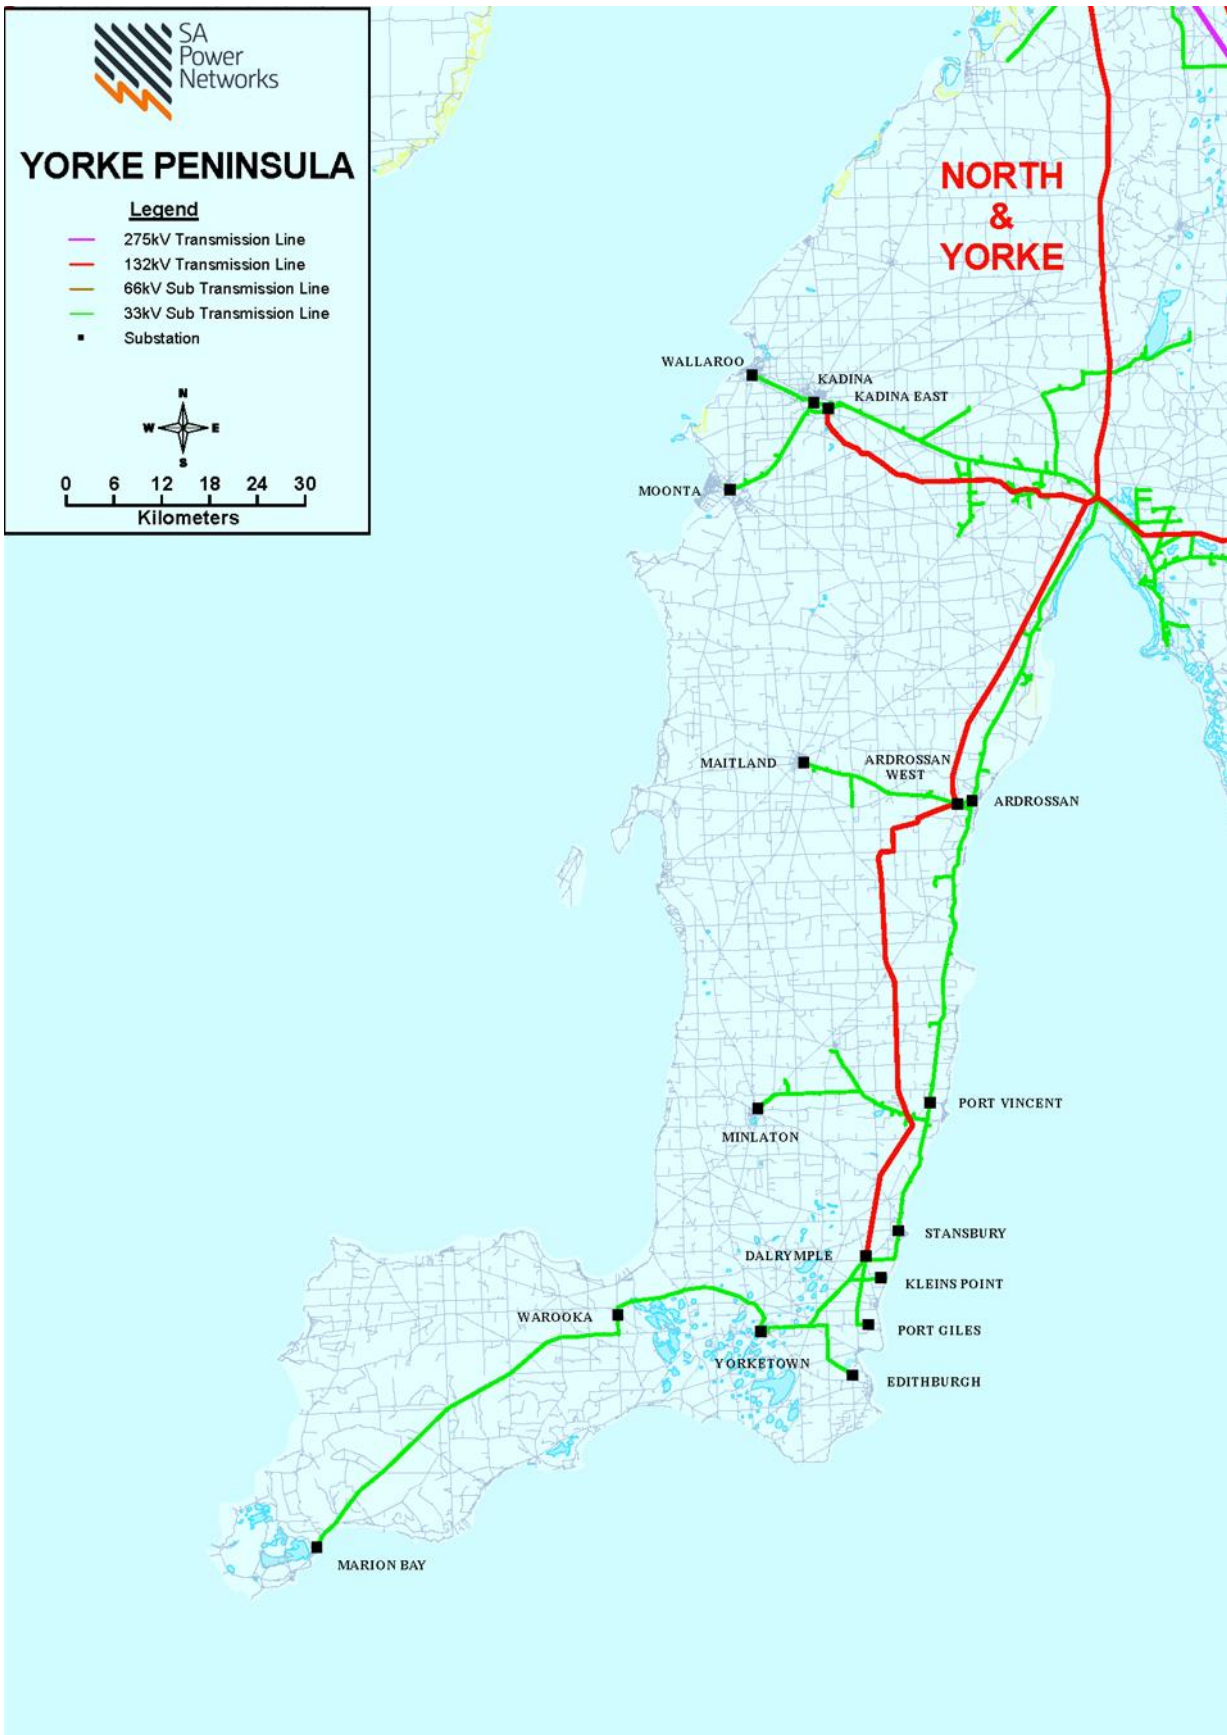 SA
Power
Networks
YORKE PENINSULA
Legend
275kV Transmission Line
132kV Transmission Line
66kV Sub Transmission Line
33kV Sub Transmission Line
Substation
N
W E
S
0 6 12 18 24 30
Kilometers
NORTH
&
YORKE
WALLAROO
KADINA
KADINA EAST
MOONTA
MAITLAND
ARDROSSAN
WEST
ARDROSSAN
PORT VINCENT
MINLATON
STANSBURY
DALRYMPLE
KLEINS POINT
WAROOKA
PORT GILES
YORKETOWN
EDITHBURGH
MARION BAY